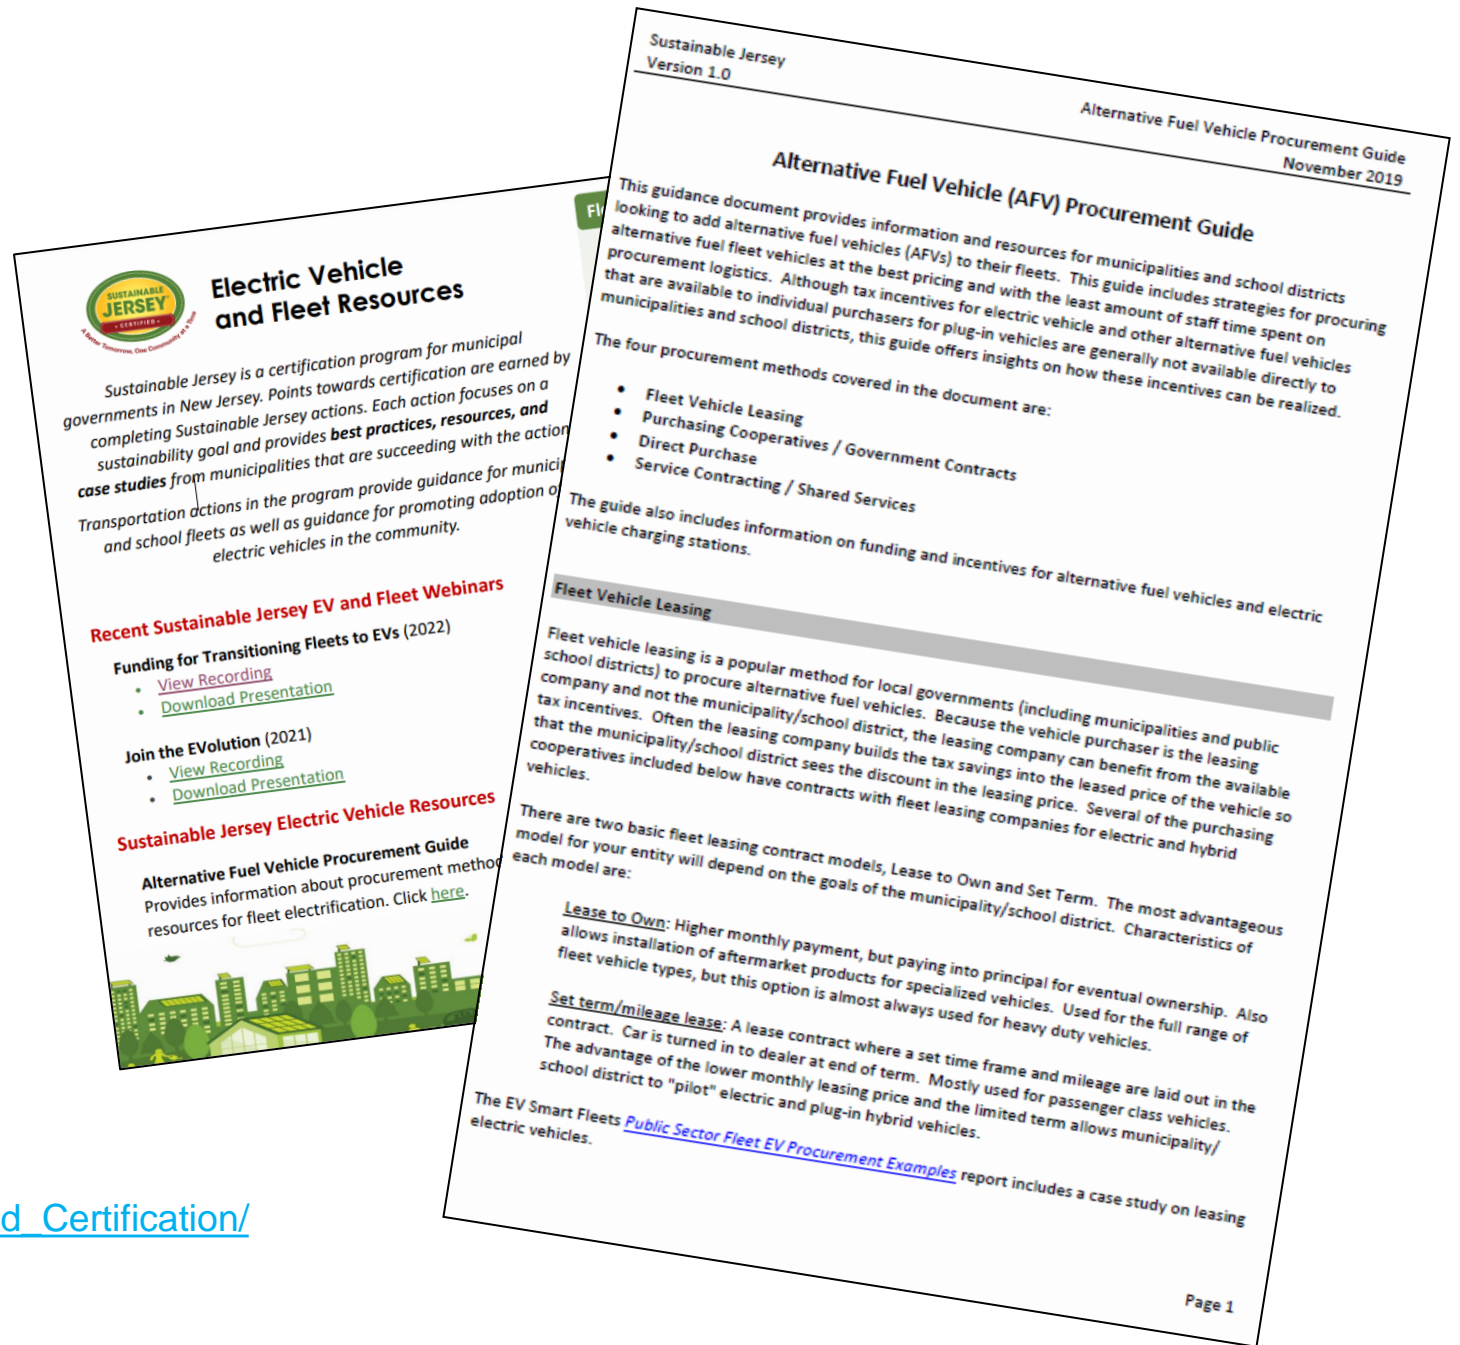 SUSTAINABLE
JERSEY
CERTIFIED
A Better Tomorrow, One Community at a Time
Electric Vehicle
and Fleet Resources
Sustainable Jersey is a certification program for municipal
governments in New Jersey. Points towards certification are earned by
completing Sustainable Jersey actions. Each action focuses on a
sustainability goal and provides best practices, resources, and
case studies from municipalities that are succeeding with the action
Transportation actions in the program provide guidance for
and school fleets as well as guidance for promoting adoption
electric vehicles in the community.
Recent Sustainable Jersey EV and Fleet Webinars
Funding for Transitioning Fleets to EVs (2022)
• View Recording
• Download Presentation
Join the EVolution (2021)
• View Recording
• Download Presentation
Sustainable Jersey Electric Vehicle Resources
Alternative Fuel Vehicle Procurement Guide
Provides information about procurement
resources for fleet electrification. Click here.
d_Certification/
Sustainable Jersey
Version 1.0
Alternative Fuel Vehicle Procurement Guide
November 2019
Alternative Fuel Vehicle (AFV) Procurement Guide
This guidance document provides information and resources for municipalities and school districts
looking to add alternative fuel vehicles (AFVs) to their fleets. This guide includes strategies for procuring
alternative fuel fleet vehicles at the best pricing and with the least amount of staff time spent on
procurement logistics. Although tax incentives for electric vehicle and other alternative fuel vehicles
that are available to individual purchasers for plug-in vehicles are generally not available directly to
municipalities and school districts, this guide offers insights on how these incentives can be realized.
The four procurement methods covered in the document are:
• Fleet Vehicle Leasing
• Purchasing Cooperatives / Government Contracts
• Direct Purchase
• Service Contracting / Shared Services
The guide also includes information on funding and incentives for alternative fuel vehicles and electric
vehicle charging stations.
Fleet Vehicle Leasing
Fleet vehicle leasing is a popular method for local governments (including municipalities and public
school districts) to procure alternative fuel vehicles. Because the vehicle purchaser is the leasing
company and not the municipality/school district, the leasing company can benefit from the available
tax incentives. Often the leasing company builds the tax savings into the leased price of the vehicle so
that the municipality/school district sees the discount in the leasing price. Several of the purchasing
cooperatives included below have contracts with fleet leasing companies for electric and hybrid
vehicles.
There are two basic fleet leasing contract models, Lease to Own and Set Term. The most advantageous
model for your entity will depend on the goals of the municipality/school district. Characteristics of
each model are:
Lease to Own: Higher monthly payment, but paying into principal for eventual ownership. Also
allows installation of aftermarket products for specialized vehicles. Used for the full range of
fleet vehicle types, but this option is almost always used for heavy duty vehicles.
Set term/mileage lease: A lease contract where a set time frame and mileage are laid out in the
contract. Car is turned in to dealer at end of term. Mostly used for passenger class vehicles.
The advantage of the lower monthly leasing price and the limited term allows municipality/
school district to "pilot" electric and plug-in hybrid vehicles.
The EV Smart Fleets Public Sector Fleet EV Procurement Examples report includes a case study on leasing
electric vehicles.
Page 1